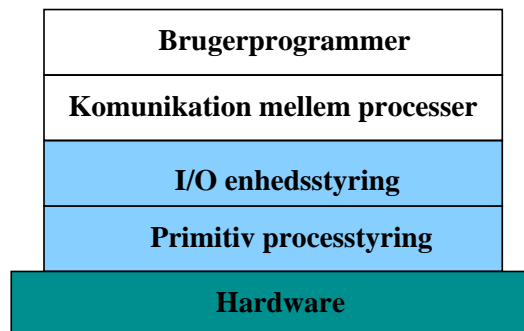 Brugerprogrammer
Komunikation mellem processer
I/O enhedsstyring
Primitiv processtyring
Hardware